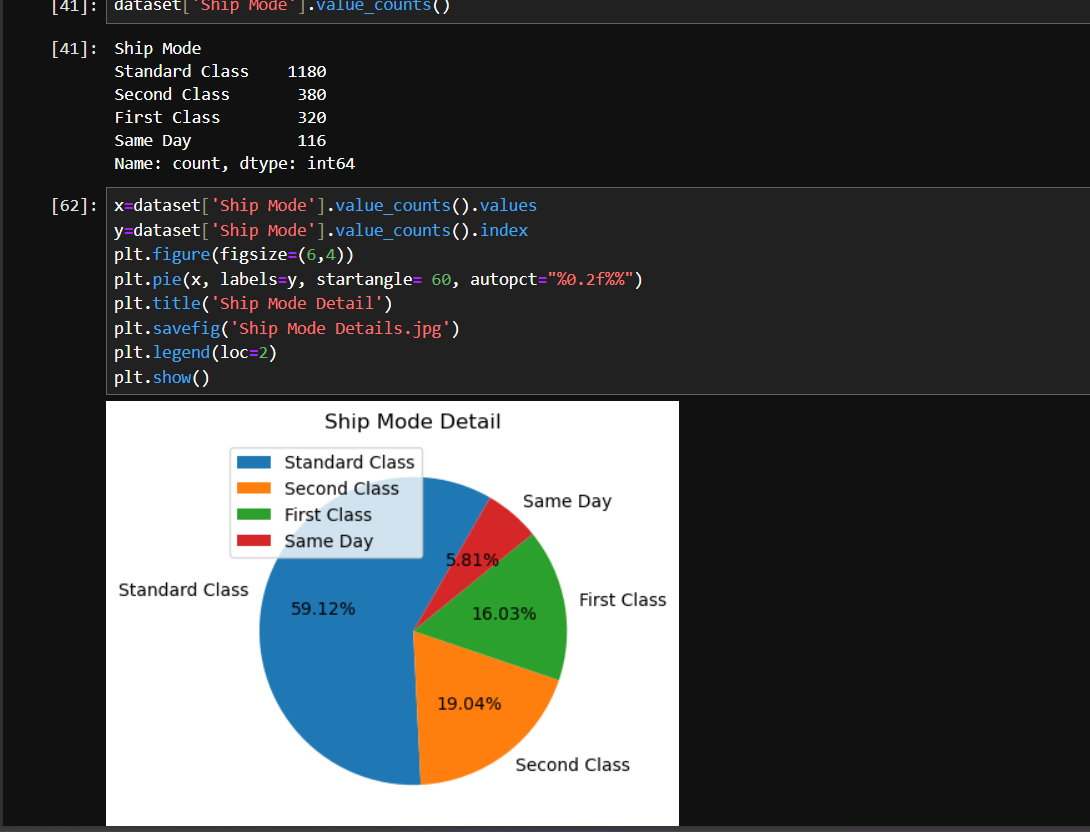 [41]: dataset['Ship Mode'].value_counts()
[41]: Ship Mode
Standard Class    1180
Second Class       380
First Class        320
Same Day           116
Name: count, dtype: int64
[62]: x=dataset['Ship Mode'].value_counts().values
y=dataset['Ship Mode'].value_counts().index
plt.figure(figsize=(6,4))
plt.pie(x, labels=y, startangle= 60, autopct="%0.2f%%")
plt.title('Ship Mode Detail')
plt.savefig('Ship Mode Details.jpg')
plt.legend(loc=2)
plt.show()
Ship Mode Detail
Standard Class
Second Class
First Class
Same Day
Same Day
5.81%
Standard Class
59.12%
First Class
16.03%
19.04%
Second Class